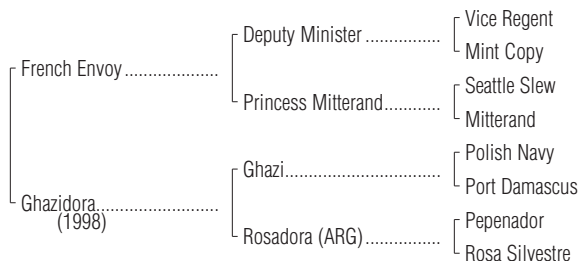 Vice Regent
Deputy Minister ................
Mint Copy
French Envoy ....................
Seattle Slew
Princess Mitterand............
Mitterand
Polish Navy
Ghazi.................................
Port Damascus
Ghazidora..........................
(1998)
Pepenador
Rosadora (ARG)................
Rosa Silvestre